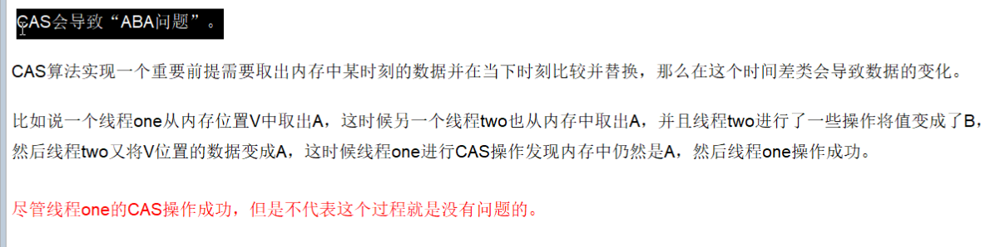 CAS会导致“ABA问题”。
CAS算法实现一个重要前提需要取出内存中某时刻的数据并在当下时刻比较并替换，那么在这个时间差类会导致数据的变化。
比如说一个线程one从内存位置V中取出A，这时候另一个线程two也从内存中取出A，并且线程two进行了一些操作将值变成了B，
然后线程two又将V位置的数据变成A，这时候线程one进行CAS操作发现内存中仍然是A，然后线程one操作成功。
尽管线程one的CAS操作成功，但是不代表这个过程就是没有问题的。